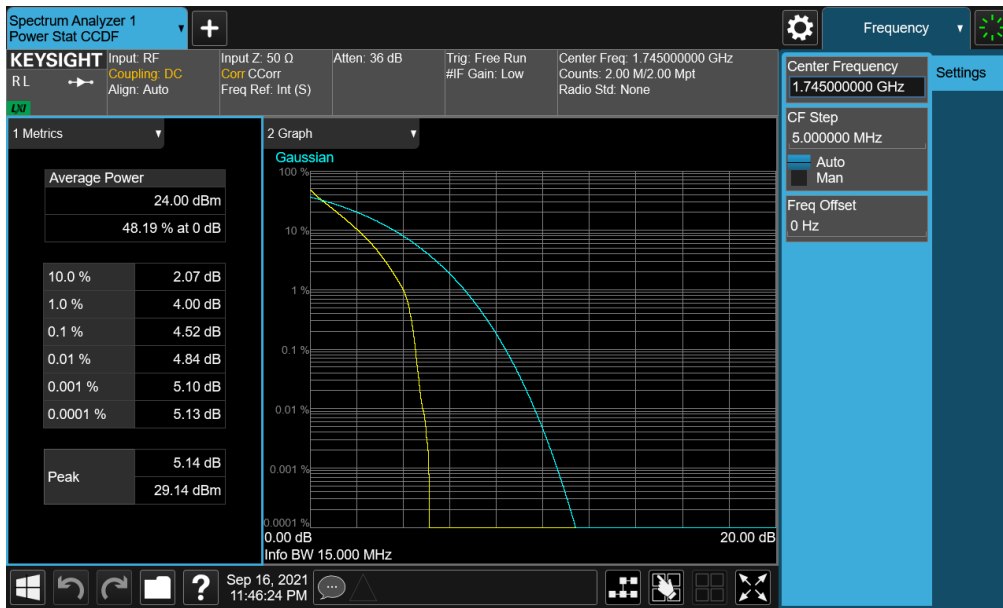 Spectrum Analyzer 1
Power Stat CCDF
Frequency
KEYSIGHT
R L
LXI
Input: RF
Coupling: DC
Align: Auto
Input Z: 50 Ω
Corr CCorr
Freq Ref: Int (S)
Atten: 36 dB
Trig: Free Run
#IF Gain: Low
Center Freq: 1.745000000 GHz
Counts: 2.00 M/2.00 Mpt
Radio Std: None
Center Frequency
1.745000000 GHz
Settings
CF Step
5.000000 MHz
Auto
Man
Freq Offset
0 Hz
1 Metrics
Average Power
24.00 dBm
48.19 % at 0 dB
10.0 % 2.07 dB
1.0 % 4.00 dB
0.1 % 4.52 dB
0.01 % 4.84 dB
0.001 % 5.10 dB
0.0001 % 5.13 dB
Peak
5.14 dB
29.14 dBm
2 Graph
Gaussian
100 %
10 %
1 %
0.1 %
0.01 %
0.001 %
0.0001 %
0.00 dB
20.00 dB
Info BW 15.000 MHz
?
Sep 16, 2021
11:46:24 PM